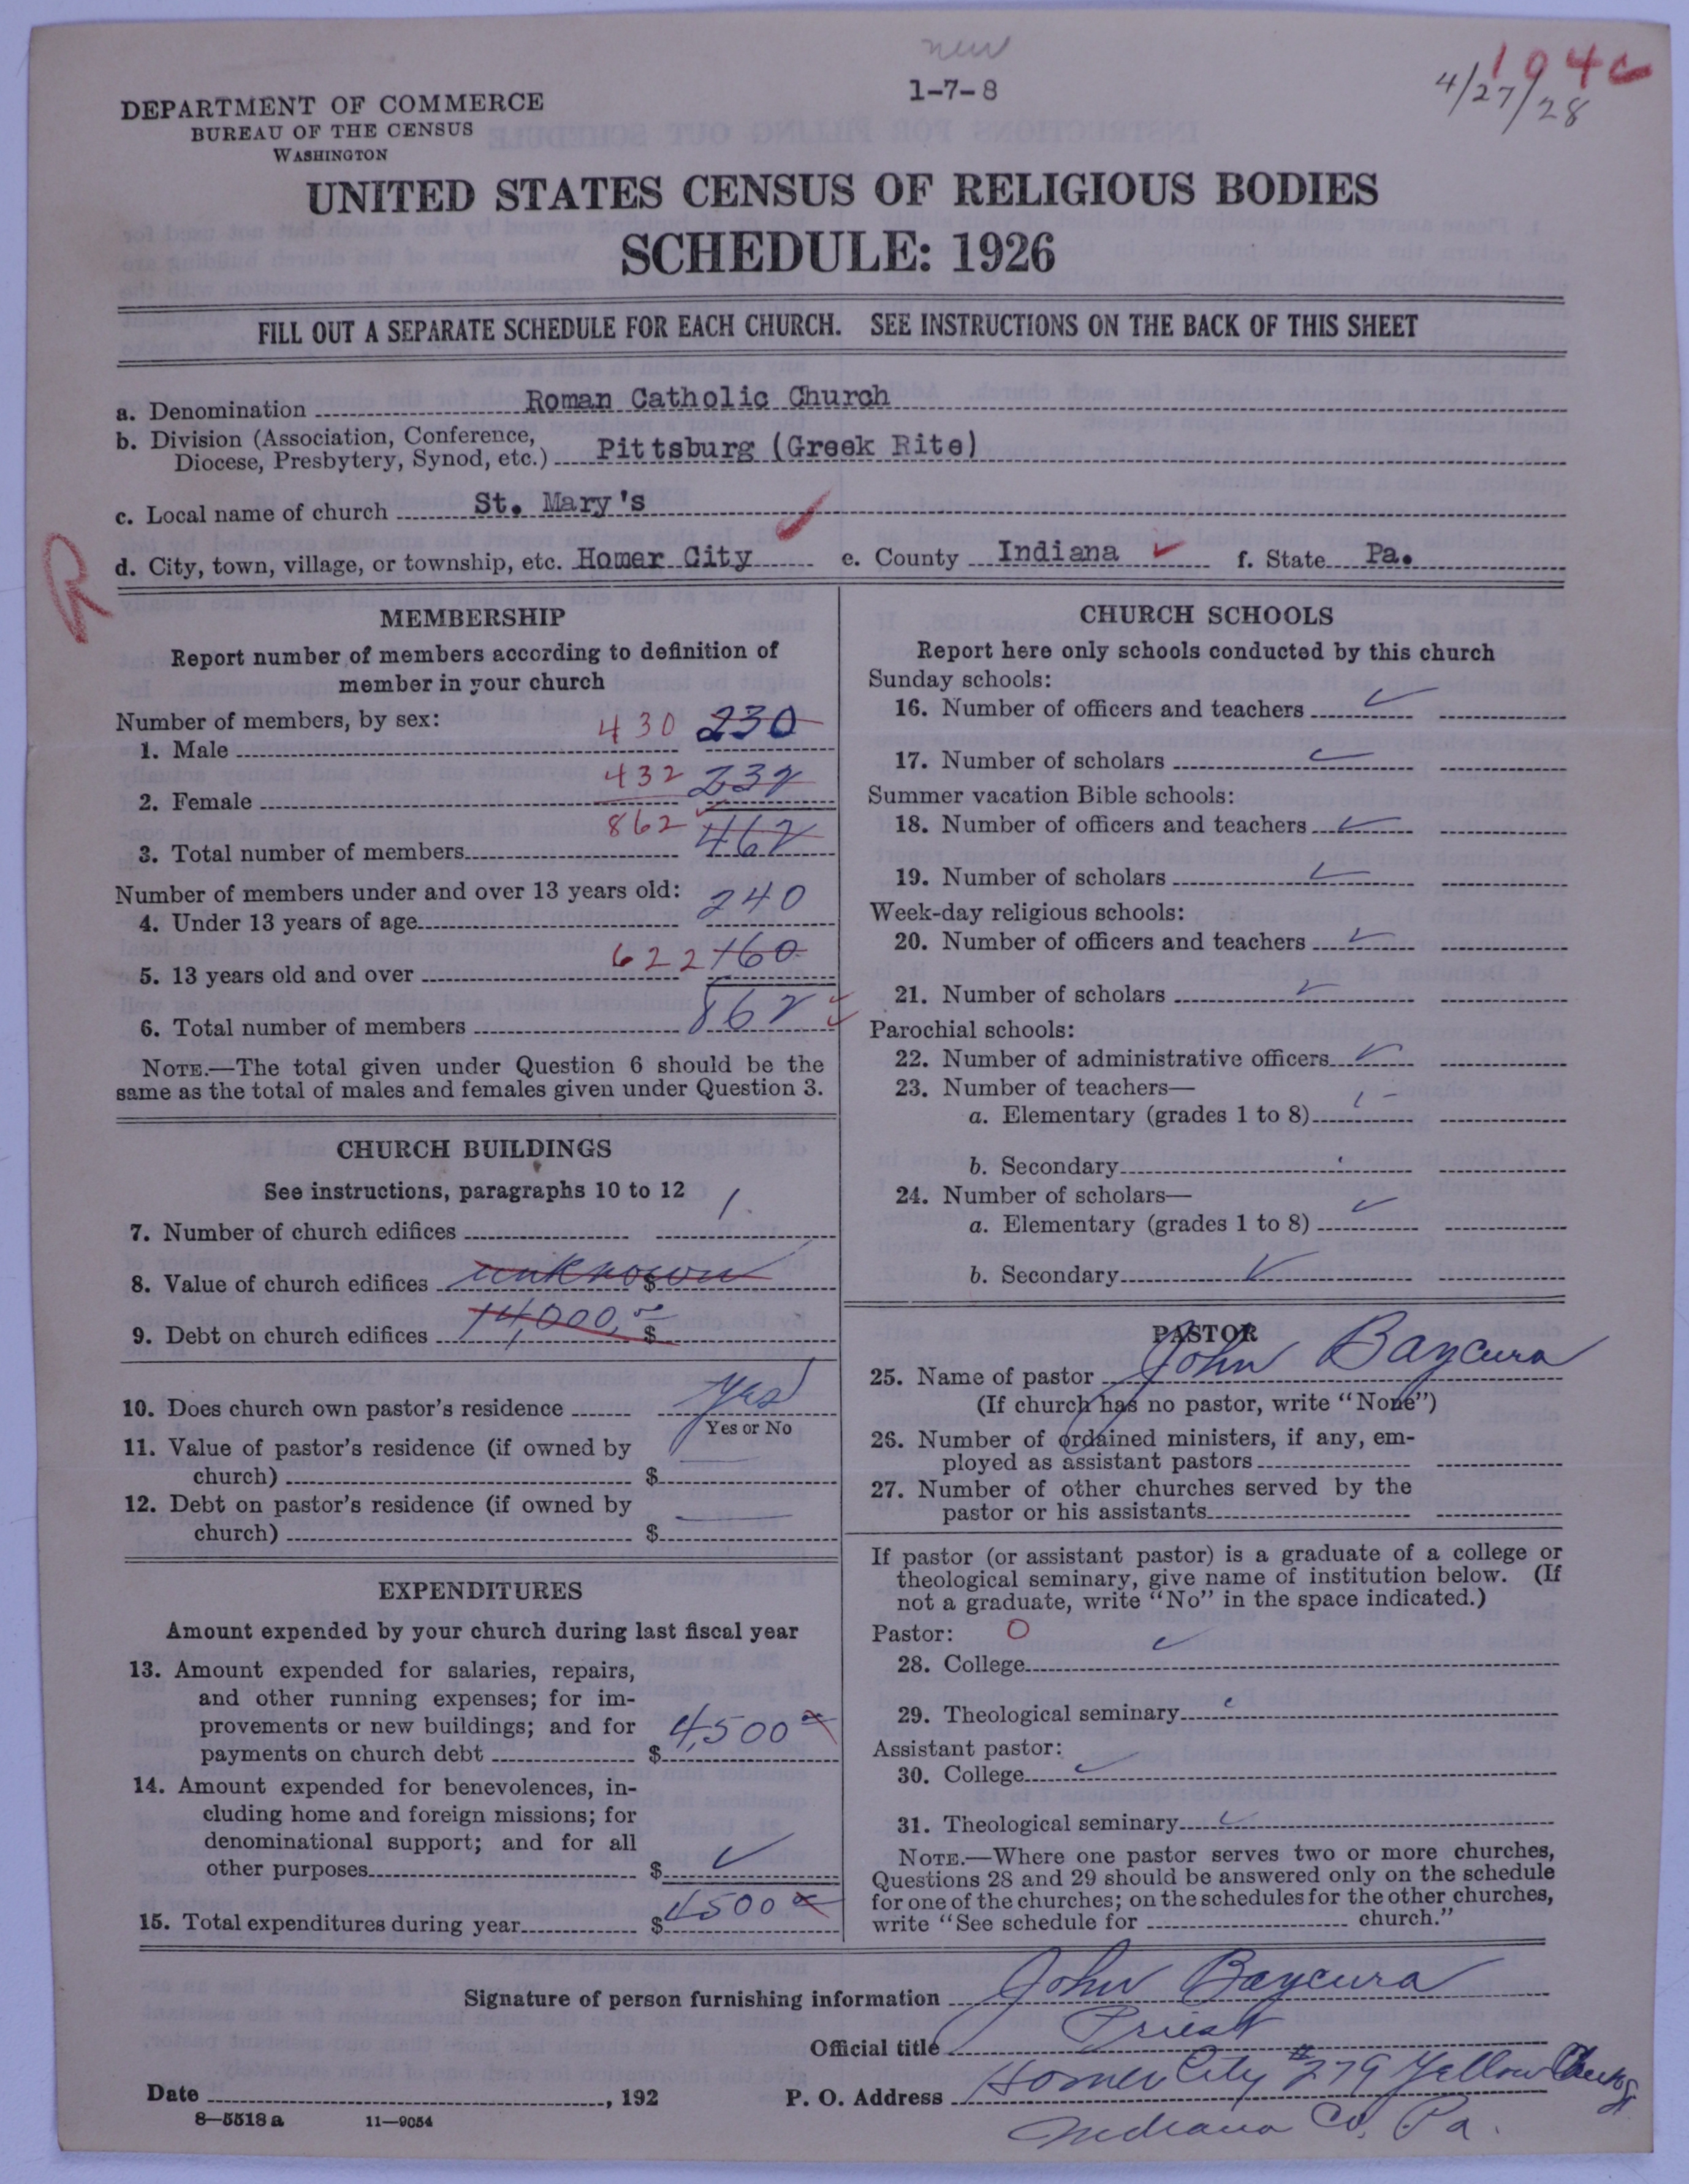 new
1-7-8
104c
4/27/28
DEPARTMENT OF COMMERCE
BUREAU OF THE CENSUS
WASHINGTON
UNITED STATES CENSUS OF RELIGIOUS BODIES
SCHEDULE: 1926
FILL OUT A SEPARATE SCHEDULE FOR EACH CHURCH. SEE INSTRUCTIONS ON THE BACK OF THIS SHEET
a. Denomination Roman Catholic Church
b. Division (Association, Conference,
Diocese, Presbytery, Synod, etc.) Pittsburg (Greek Rite)
c. Local name of church St. Mary's
d. City, town, village, or township, etc. Homer City e. County Indiana f. State Pa.
MEMBERSHIP
Report number of members according to definition of
member in your church
Number of members, by sex:
1. Male 430 230
2. Female 432 232
3. Total number of members 862 462
Number of members under and over 13 years old:
4. Under 13 years of age 240
5. 13 years old and over 622 160
6. Total number of members 862
NOTE.—The total given under Question 6 should be the
same as the total of males and females given under Question 3.
CHURCH BUILDINGS
See instructions, paragraphs 10 to 12
7. Number of church edifices 1
8. Value of church edifices unknown $
9. Debt on church edifices 14,000 $
10. Does church own pastor's residence Yes
Yes or No
11. Value of pastor's residence (if owned by
church) $
12. Debt on pastor's residence (if owned by
church) $
EXPENDITURES
Amount expended by your church during last fiscal year
13. Amount expended for salaries, repairs,
and other running expenses; for im-
provements or new buildings; and for
payments on church debt $ 4,500
14. Amount expended for benevolences, in-
cluding home and foreign missions; for
denominational support; and for all
other purposes $
15. Total expenditures during year $ 4500
CHURCH SCHOOLS
Report here only schools conducted by this church
Sunday schools:
16. Number of officers and teachers
17. Number of scholars
Summer vacation Bible schools:
18. Number of officers and teachers
19. Number of scholars
Week-day religious schools:
20. Number of officers and teachers
21. Number of scholars
Parochial schools:
22. Number of administrative officers
23. Number of teachers—
a. Elementary (grades 1 to 8)
b. Secondary
24. Number of scholars—
a. Elementary (grades 1 to 8)
b. Secondary
PASTOR
25. Name of pastor John Baycura
(If church has no pastor, write "None")
26. Number of ordained ministers, if any, em-
ployed as assistant pastors
27. Number of other churches served by the
pastor or his assistants
If pastor (or assistant pastor) is a graduate of a college or
theological seminary, give name of institution below. (If
not a graduate, write "No" in the space indicated.)
Pastor: O
28. College
29. Theological seminary
Assistant pastor:
30. College
31. Theological seminary
NOTE.—Where one pastor serves two or more churches,
Questions 28 and 29 should be answered only on the schedule
for one of the churches; on the schedules for the other churches,
write "See schedule for church."
Signature of person furnishing information John Baycura
Official title Priest
Date , 192 P. O. Address Homer City #279 Yellow
Indiana Co. Pa.
8—5518 a 11—9054